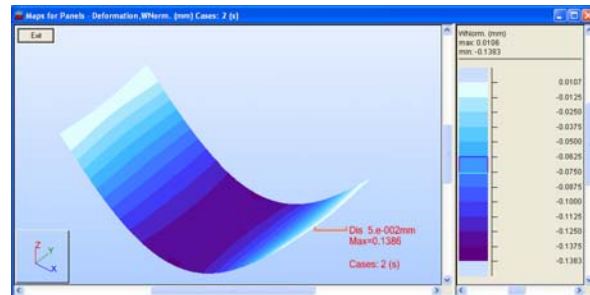 Maps for Panels - Deformation,WNorm. (mm) Cases: 2 (s)
Exit
WNorm. (mm)
max: 0.0106
min: -0.1383
0.0107
-0.0125
-0.0250
-0.0375
-0.0500
-0.0625
-0.0750
-0.0875
-0.1000
-0.1125
-0.1250
-0.1375
-0.1383
Dis 5.e-002mm
Max=0.1386
Cases: 2 (s)
Z
Y
X